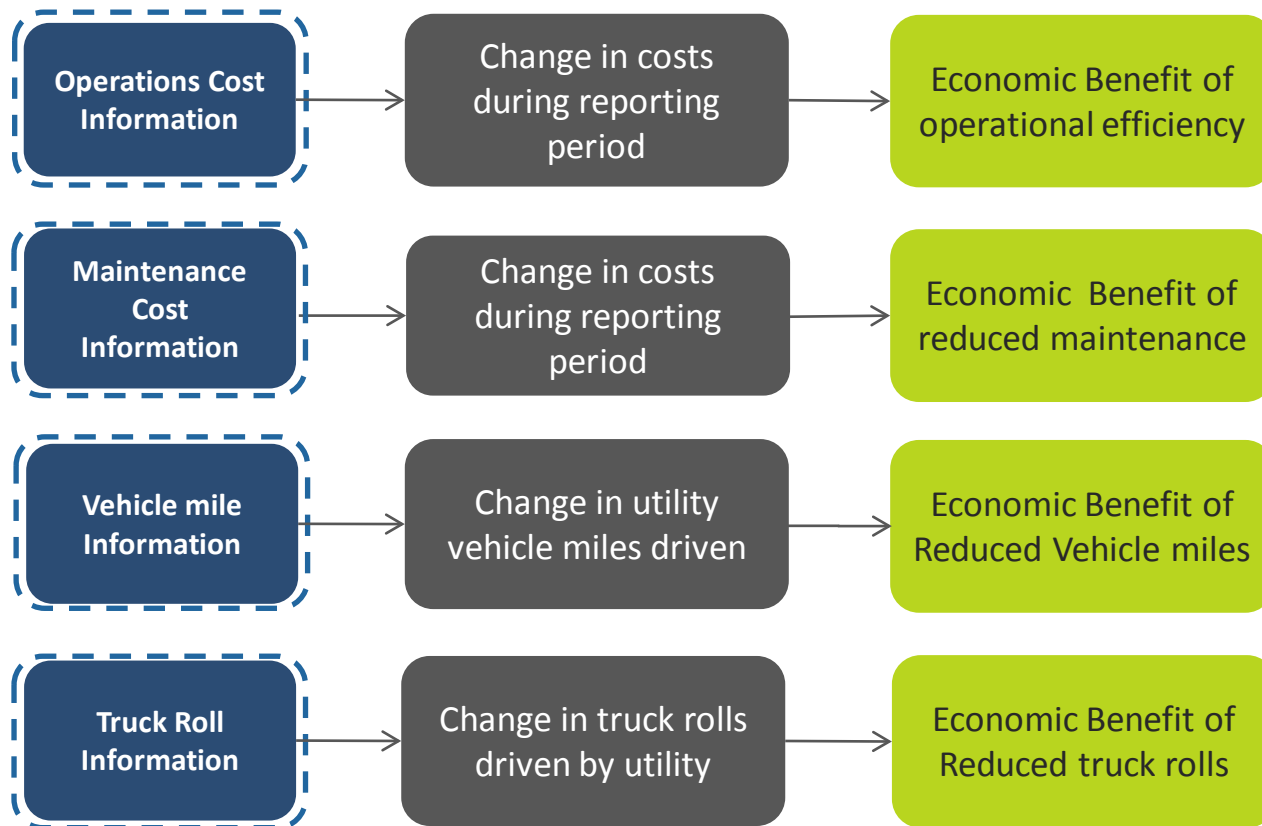 Operations Cost
Information
Change in costs
during reporting
period
Economic Benefit of
operational efficiency
Maintenance
Cost
Information
Change in costs
during reporting
period
Economic Benefit of
reduced maintenance
Vehicle mile
Information
Change in utility
vehicle miles driven
Economic Benefit of
Reduced Vehicle miles
Truck Roll
Information
Change in truck rolls
driven by utility
Economic Benefit of
Reduced truck rolls